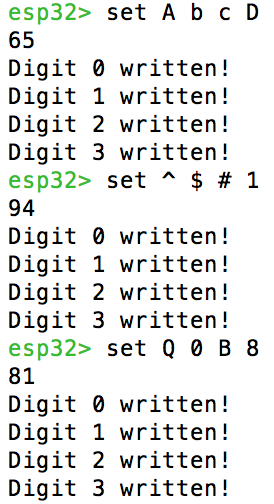 esp32> set A b c D
65
Digit 0 written!
Digit 1 written!
Digit 2 written!
Digit 3 written!
esp32> set ^ $ # 1
94
Digit 0 written!
Digit 1 written!
Digit 2 written!
Digit 3 written!
esp32> set Q 0 B 8
81
Digit 0 written!
Digit 1 written!
Digit 2 written!
Digit 3 written!